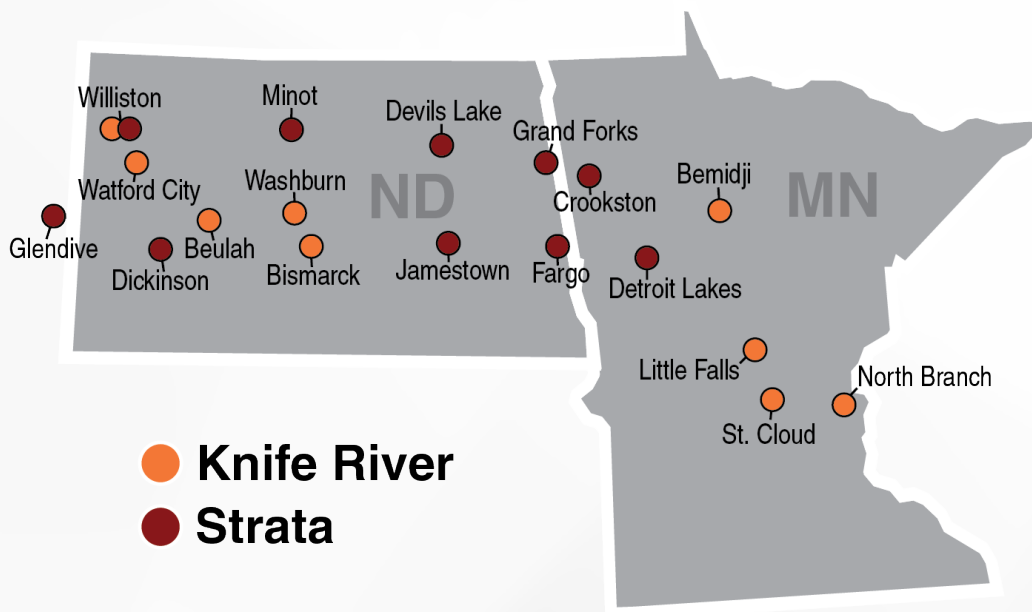 Williston
Minot
Devils Lake
Grand Forks
Watford City
Washburn
ND
Bemidji
MN
Crookston
Glendive
Beulah
Dickinson
Bismarck
Jamestown
Fargo
Detroit Lakes
Little Falls
North Branch
St. Cloud
Knife River
Strata